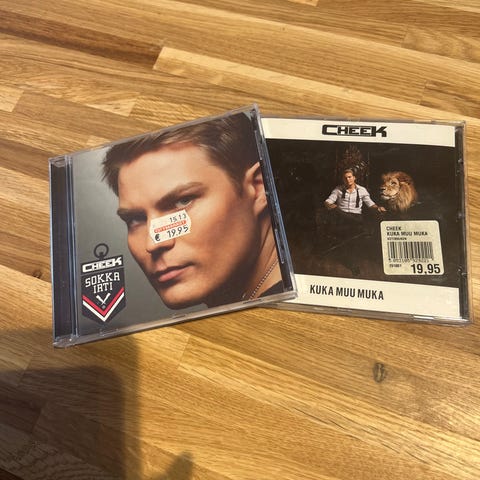 CHEEK
SOKKA
IRTI
15.13
€ 19,95
CHEEK
CHEEK
KUKA MUU MUKA
19,95
KUKA MUU MUKA